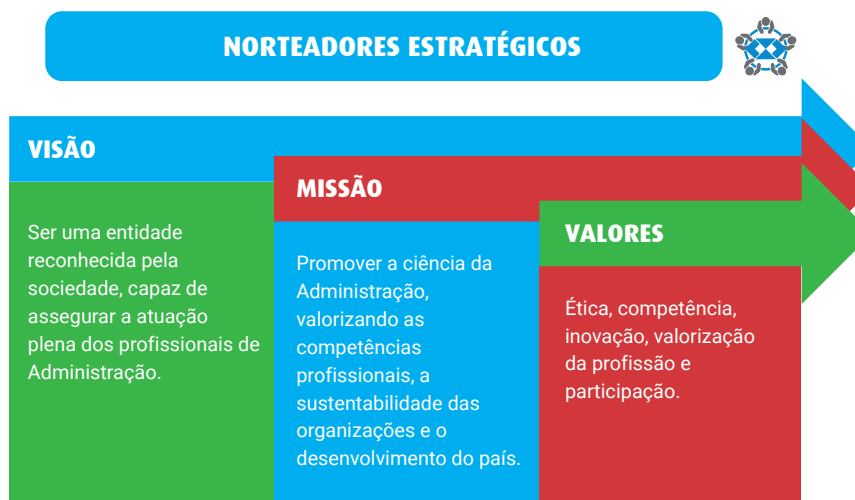 NORTEADORES ESTRATÉGICOS
VISÃO
Ser uma entidade
reconhecida pela
sociedade, capaz de
assegurar a atuação
plena dos profissionais de
Administração.
MISSÃO
Promover a ciência da
Administração,
valorizando as
competências
profissionais, a
sustentabilidade das
organizações e o
desenvolvimento do país.
VALORES
Ética, competência,
inovação, valorização
da profissão e
participação.